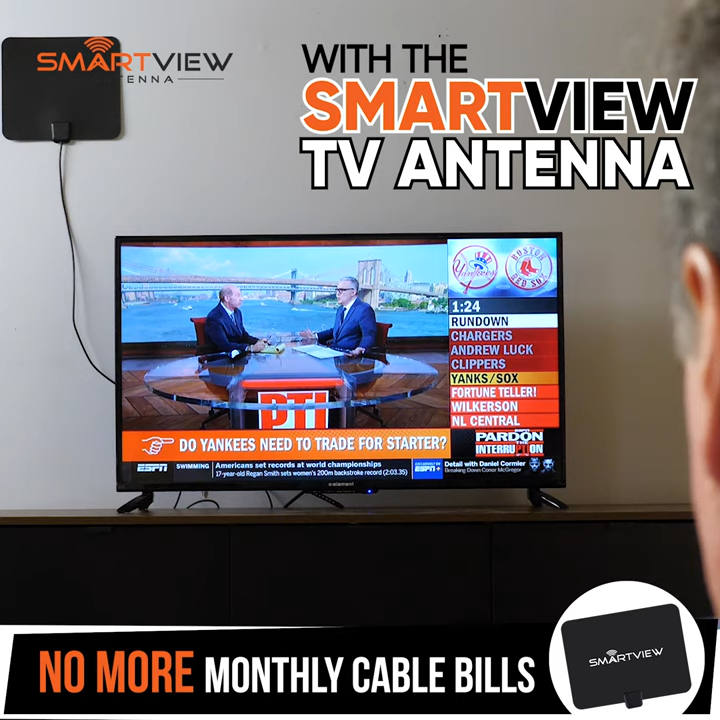 SMARTVIEW
ANTENNA
WITH THE
SMARTVIEW
TV ANTENNA
Yankees
BOSTON
RED SOX
1:24
RUNDOWN
CHARGERS
ANDREW LUCK
CLIPPERS
YANKS/SOX
FORTUNE TELLER!
WILKERSON
NL CENTRAL
PTI
DO YANKEES NEED TO TRADE FOR STARTER?
ESPN
PARDON
THE
INTERRUPTION
ESPN
SWIMMING
Americans set records at world championships
17-year-old Regan Smith sets women's 200m backstroke record (2:03.35)
ESPN+
Detail with Daniel Cormier
Breaking Down Conor McGregor
element
NO MORE MONTHLY CABLE BILLS
SMARTVIEW